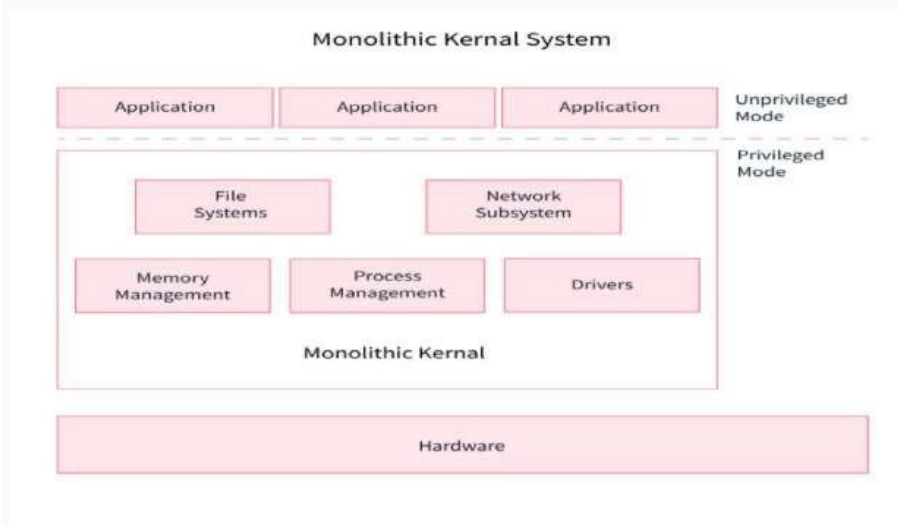 Monolithic Kernal System
Application
Application
Application
Unprivileged
Mode
Privileged
Mode
File
Systems
Network
Subsystem
Memory
Management
Process
Management
Drivers
Monolithic Kernal
Hardware